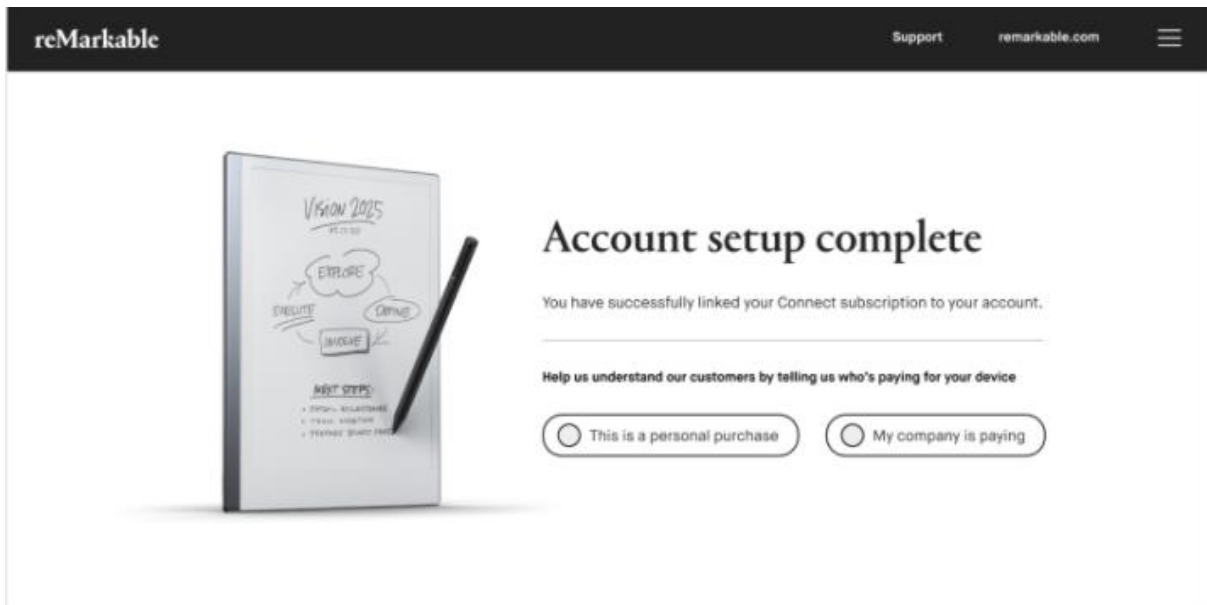 reMarkable
Support
remarkable.com
VISION 2025
EXPLORE
EXECUTE
DEFINE
INVOLVE
NEXT STEPS:
Account setup complete
You have successfully linked your Connect subscription to your account.
Help us understand our customers by telling us who's paying for your device
This is a personal purchase
My company is paying